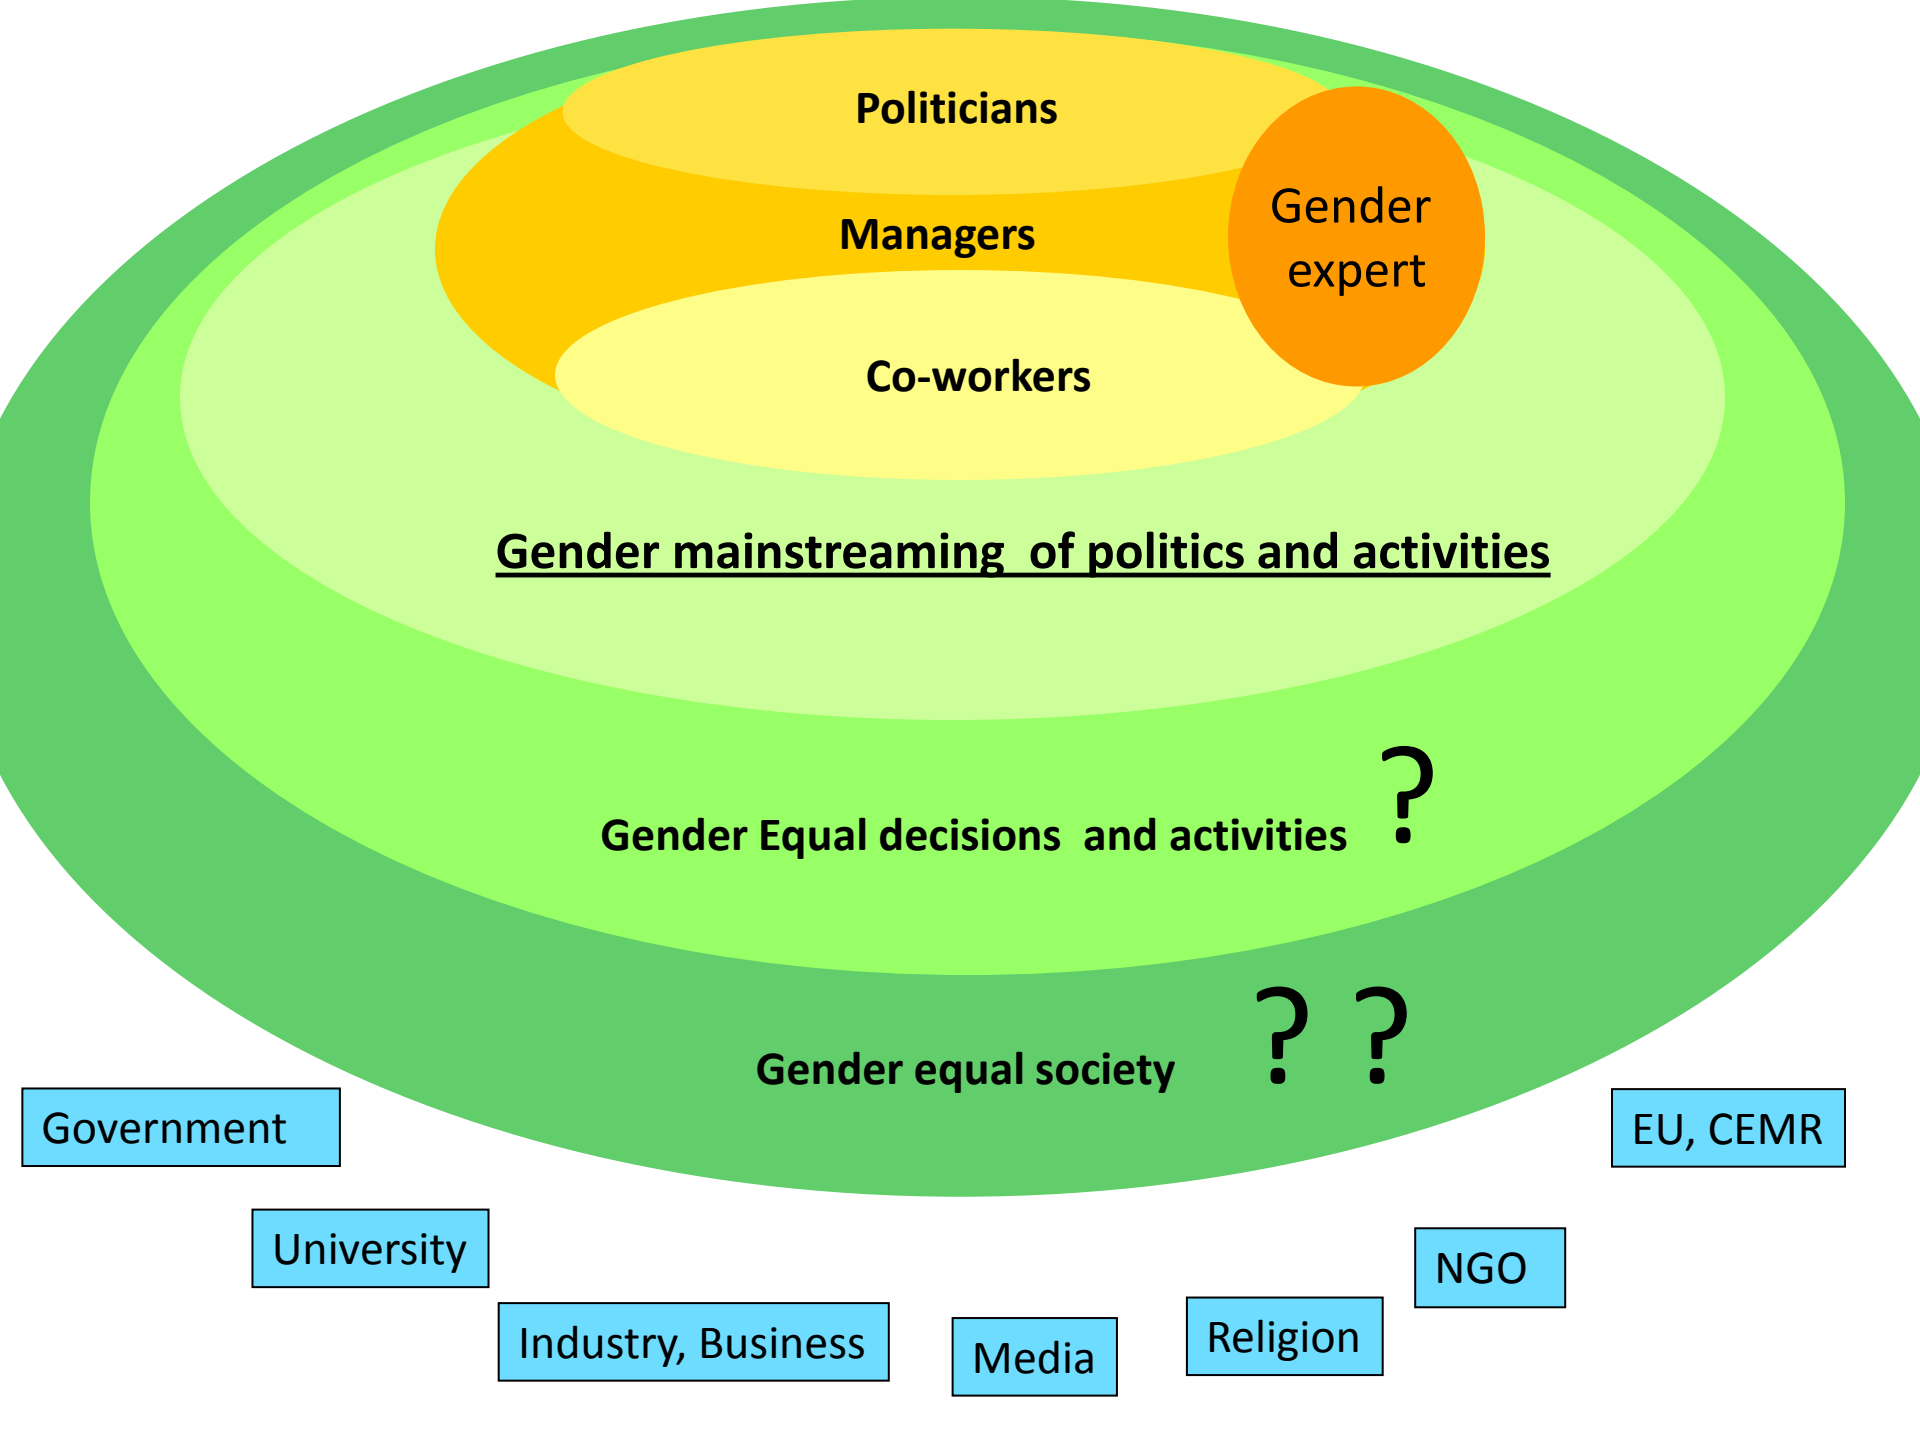 Politicians
Managers
Gender
expert
Co-workers
Gender mainstreaming  of politics and activities
Gender Equal decisions  and activities ?
Gender equal society ? ?
Government
EU, CEMR
University
NGO
Industry, Business
Media
Religion